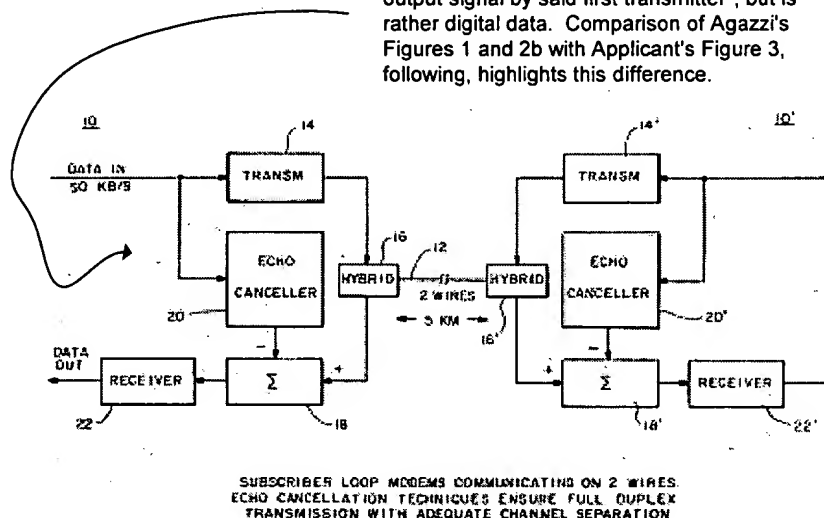 output signal by said first transmitter", but is
rather digital data. Comparison of Agazzi's
Figures 1 and 2b with Applicant's Figure 3,
following, highlights this difference.
10
14
14'
10'
DATA IN
50 KB/S
TRANSM
TRANSM
16
12
ECHO
CANCELLER
HYBRID
HYBRID
ECHO
CANCELLER
2 WIRES
5 KM
20
16'
20'
DATA
OUT
−
+
+
−
RECEIVER
Σ
Σ
RECEIVER
22
18
18'
22'
SUBSCRIBER LOOP MODEMS COMMUNICATING ON 2 WIRES.
ECHO CANCELLATION TECHNIQUES ENSURE FULL DUPLEX
TRANSMISSION WITH ADEQUATE CHANNEL SEPARATION